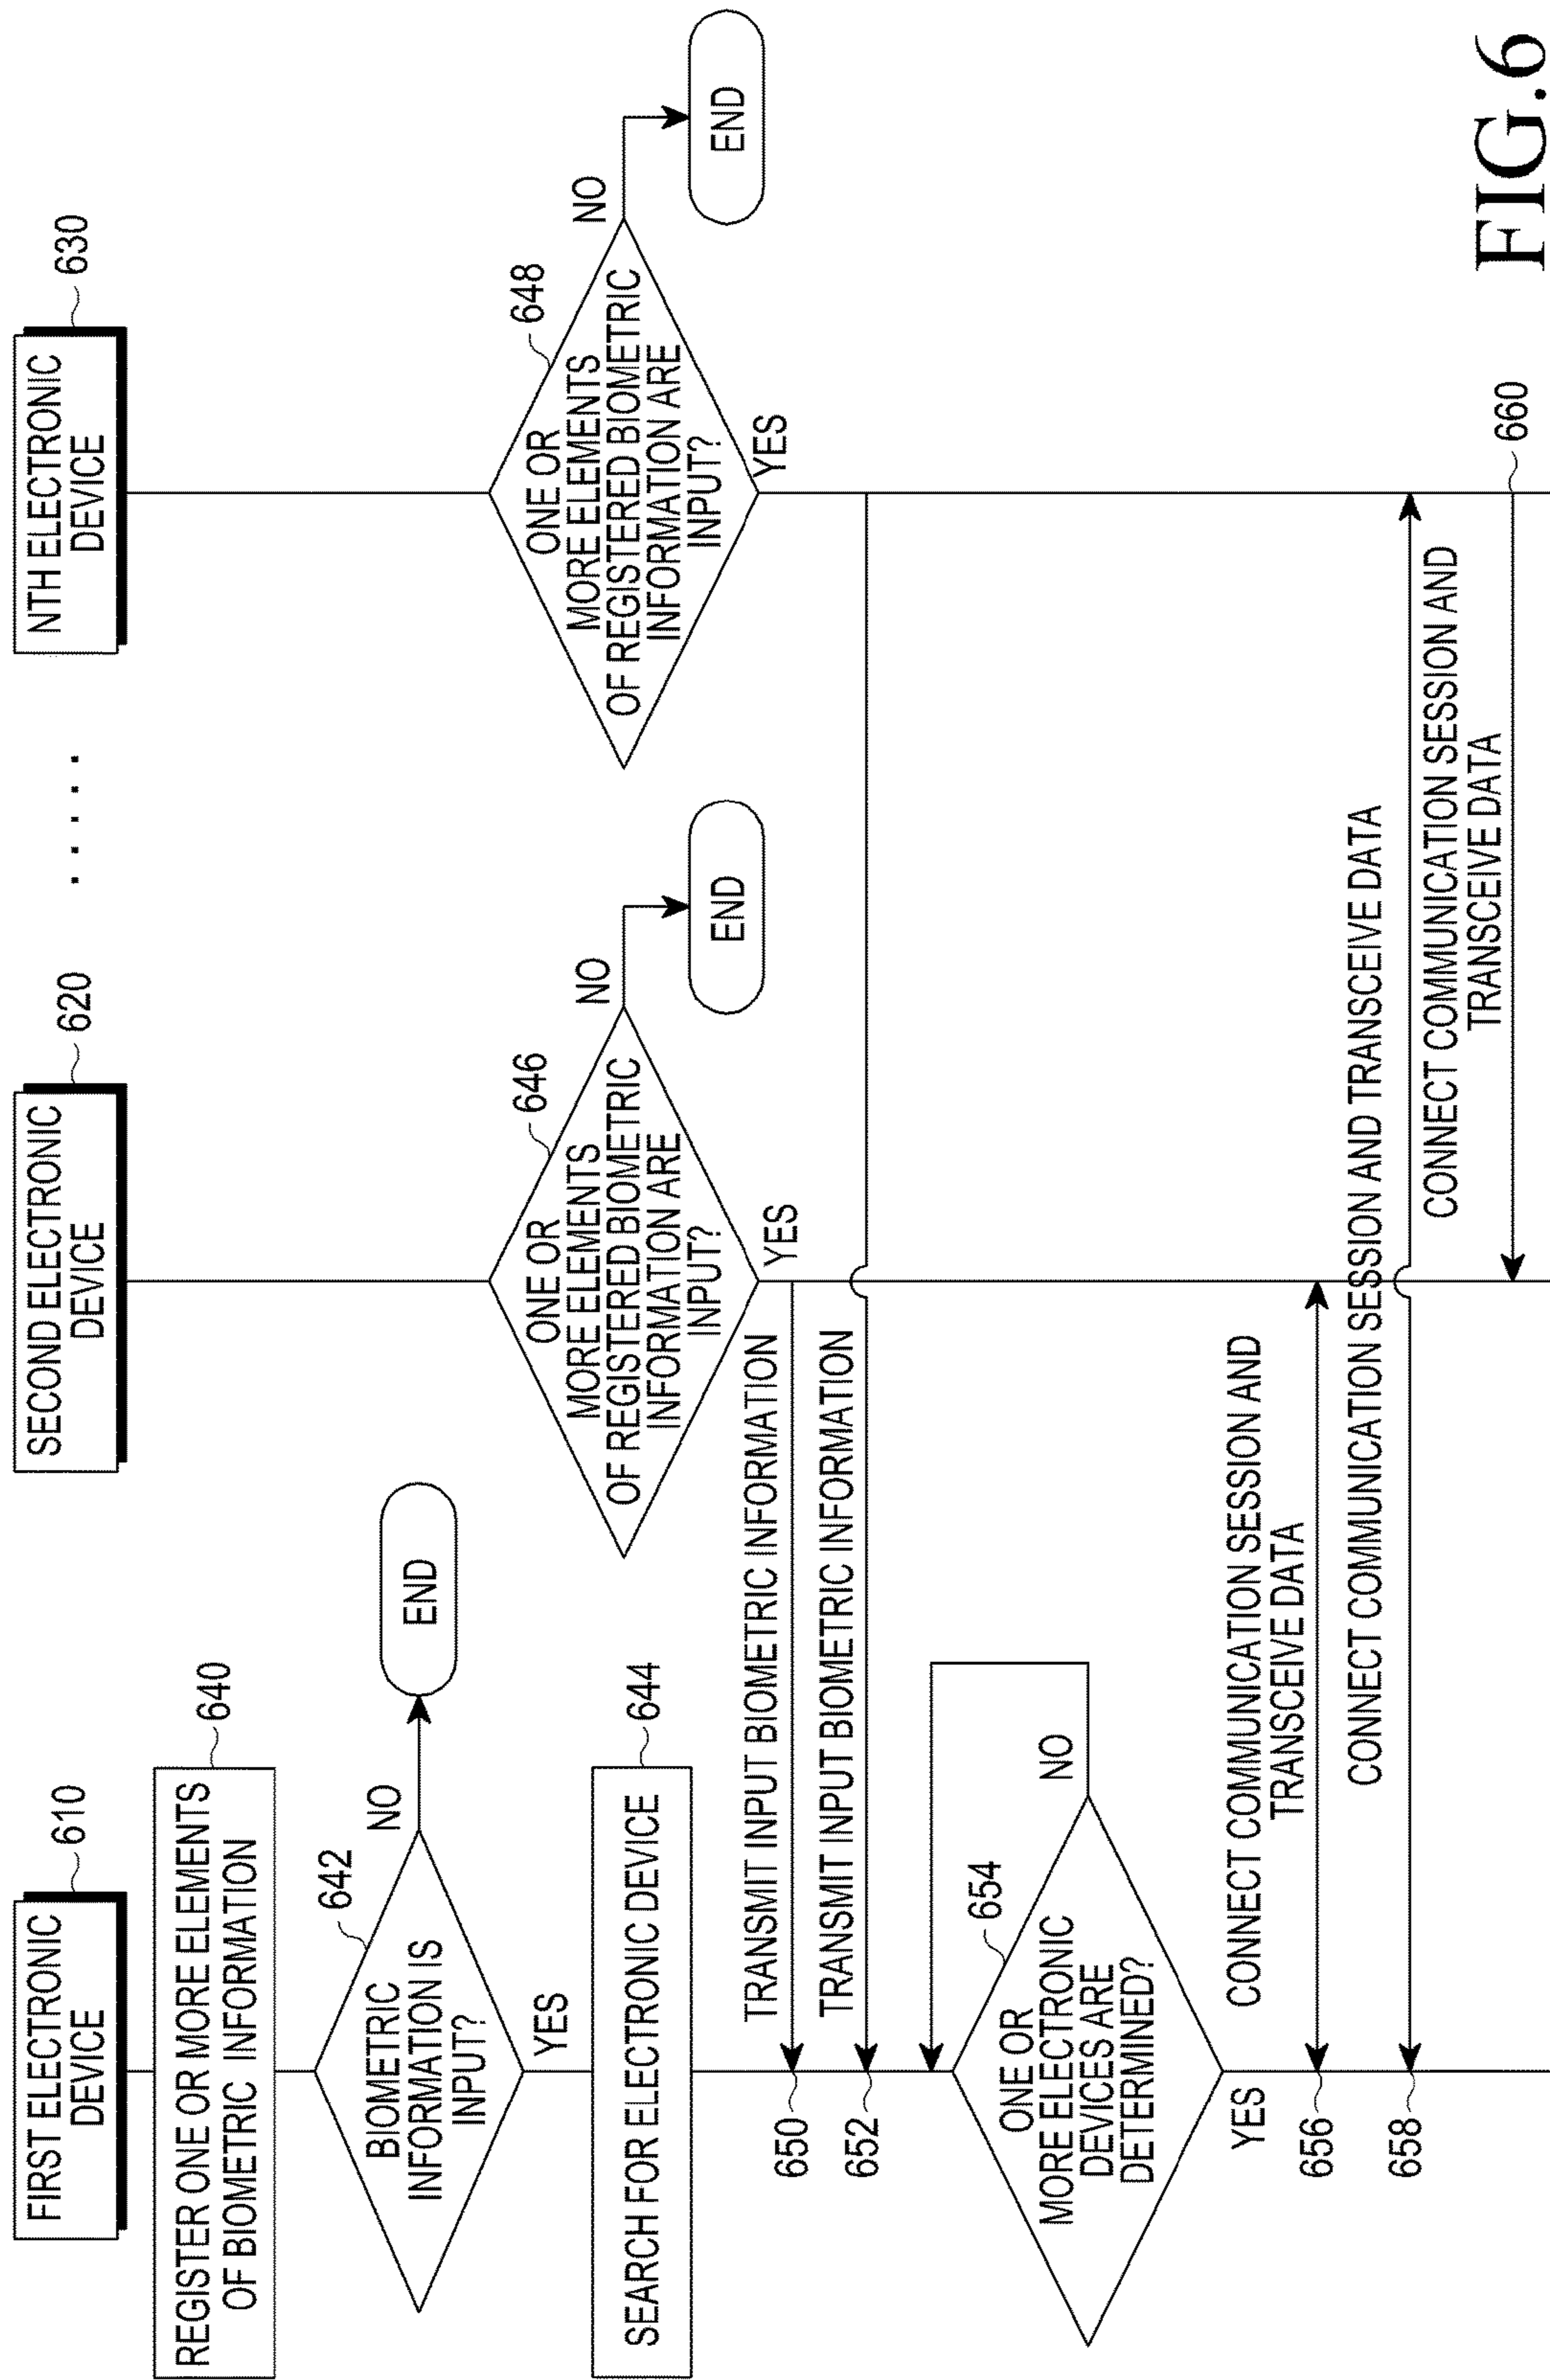 FIRST ELECTRONIC
DEVICE
610
SECOND ELECTRONIC
DEVICE
620
.....
NTH ELECTRONIC
DEVICE
630
REGISTER ONE OR MORE ELEMENTS
OF BIOMETRIC INFORMATION
640
642
BIOMETRIC
INFORMATION IS
INPUT?
NO
END
YES
SEARCH FOR ELECTRONIC DEVICE
644
646
ONE OR
MORE ELEMENTS
OF REGISTERED BIOMETRIC
INFORMATION ARE
INPUT?
NO
END
YES
648
ONE OR
MORE ELEMENTS
OF REGISTERED BIOMETRIC
INFORMATION ARE
INPUT?
NO
END
YES
TRANSMIT INPUT BIOMETRIC INFORMATION
650
TRANSMIT INPUT BIOMETRIC INFORMATION
652
654
ONE OR
MORE ELECTRONIC
DEVICES ARE
DETERMINED?
NO
YES
CONNECT COMMUNICATION SESSION AND
TRANSCEIVE DATA
656
CONNECT COMMUNICATION SESSION AND TRANSCEIVE DATA
658
CONNECT COMMUNICATION SESSION AND
TRANSCEIVE DATA
660
FIG.6